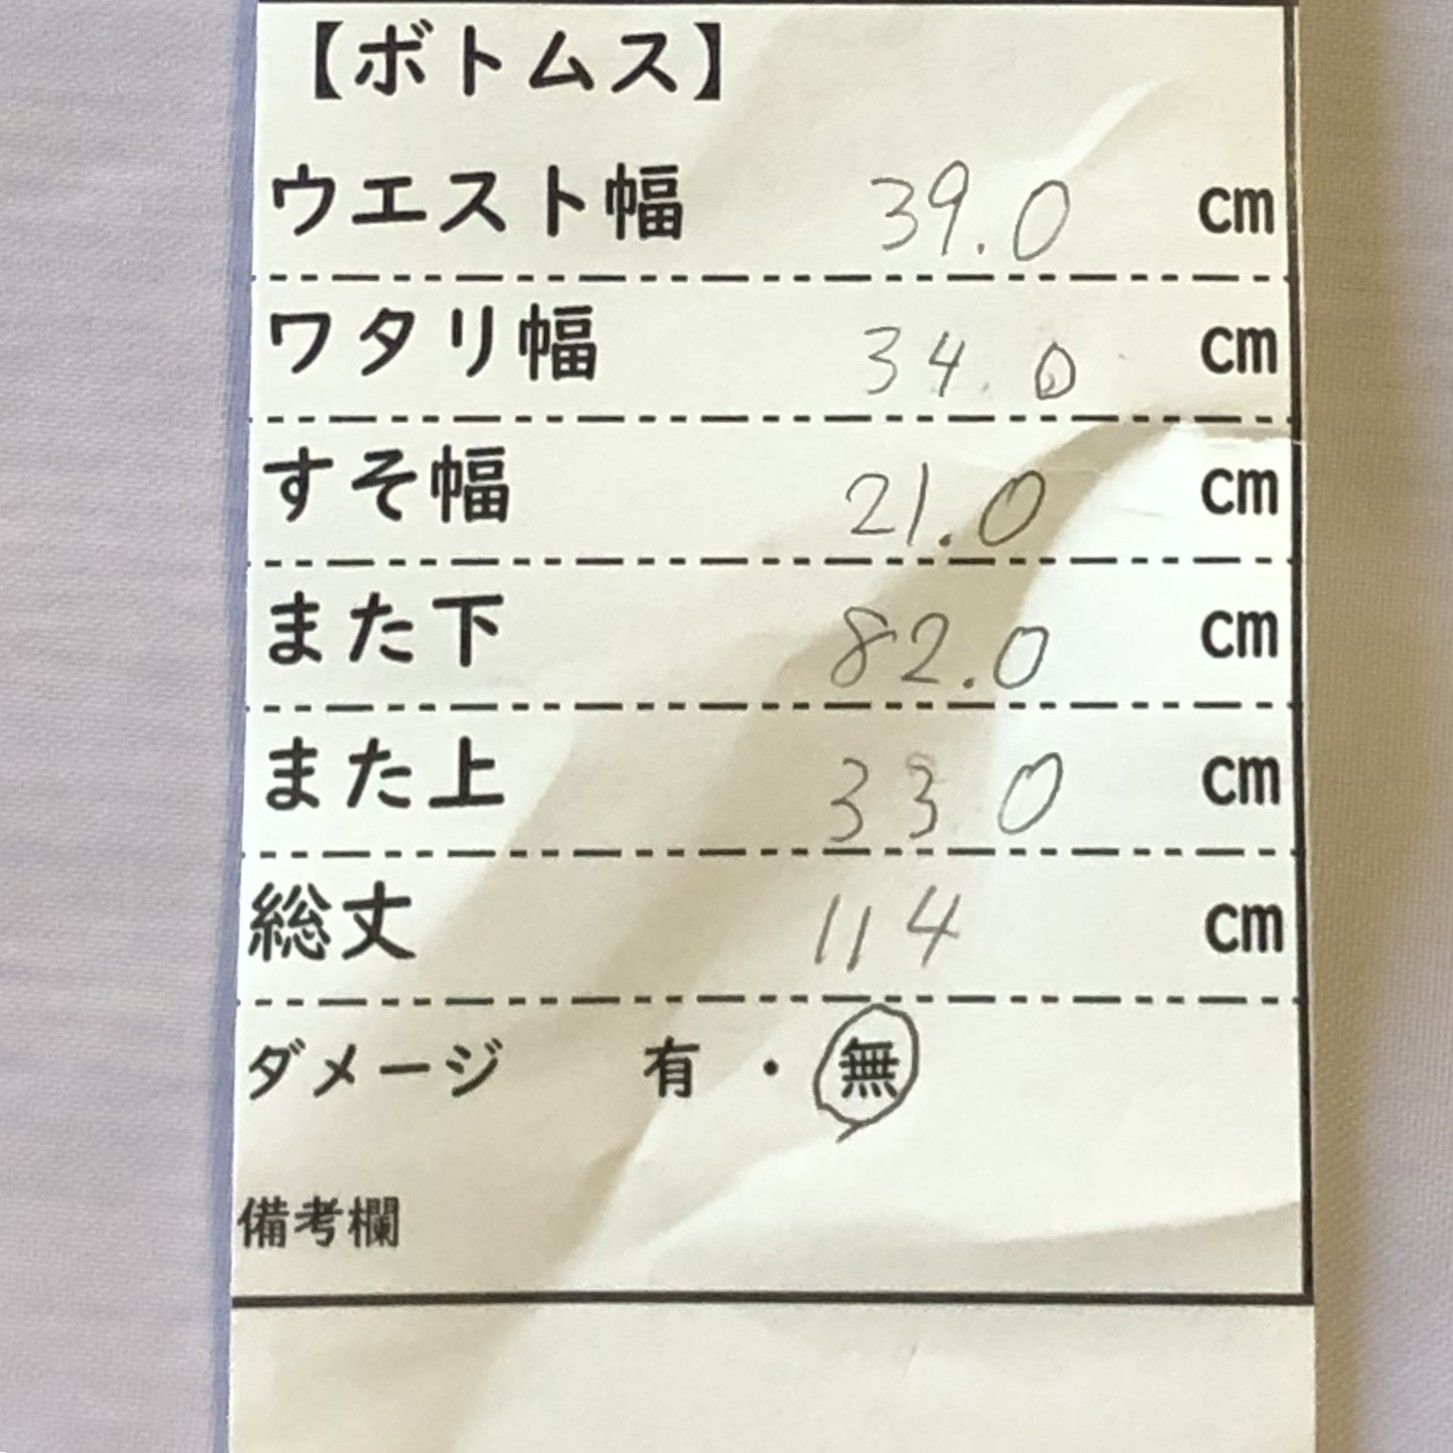 【ボトムス】
ウエスト幅 39.0 cm
ワタリ幅 34.0 cm
すそ幅 21.0 cm
また下 82.0 cm
また上 33 0 cm
総丈 114 cm
ダメージ 有・無
備考欄